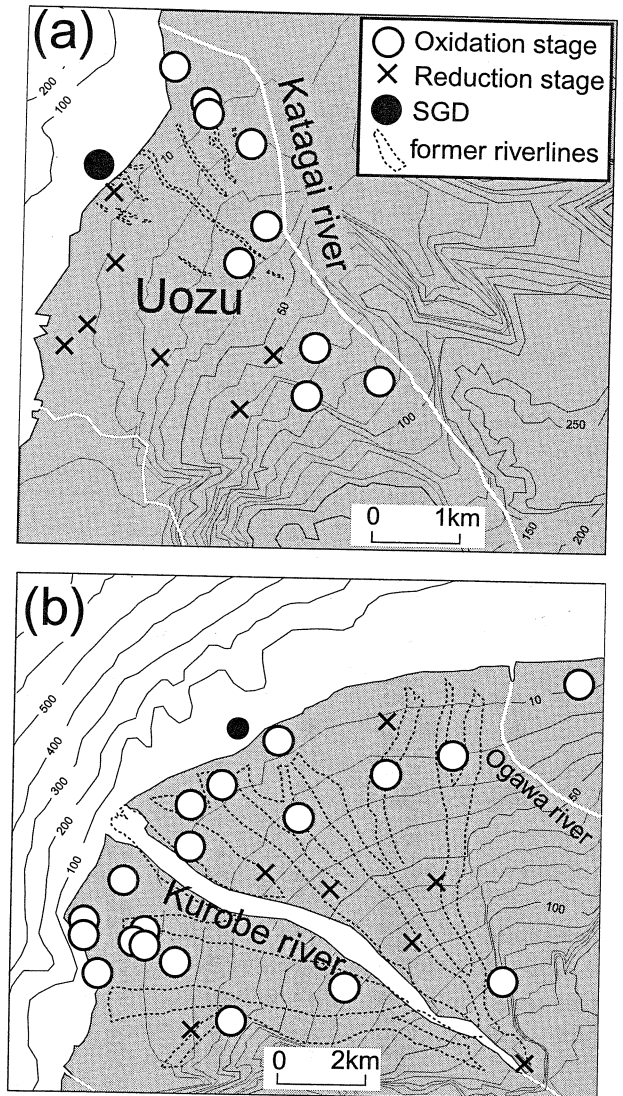 (a)
Oxidation stage
Reduction stage
SGD
former riverlines
200
100
10
Katagai river
Uozu
50
100
250
0 1km
150
200
(b)
500
400
300
200
100
10
Ogawa river
50
100
Kurobe river
0 2km